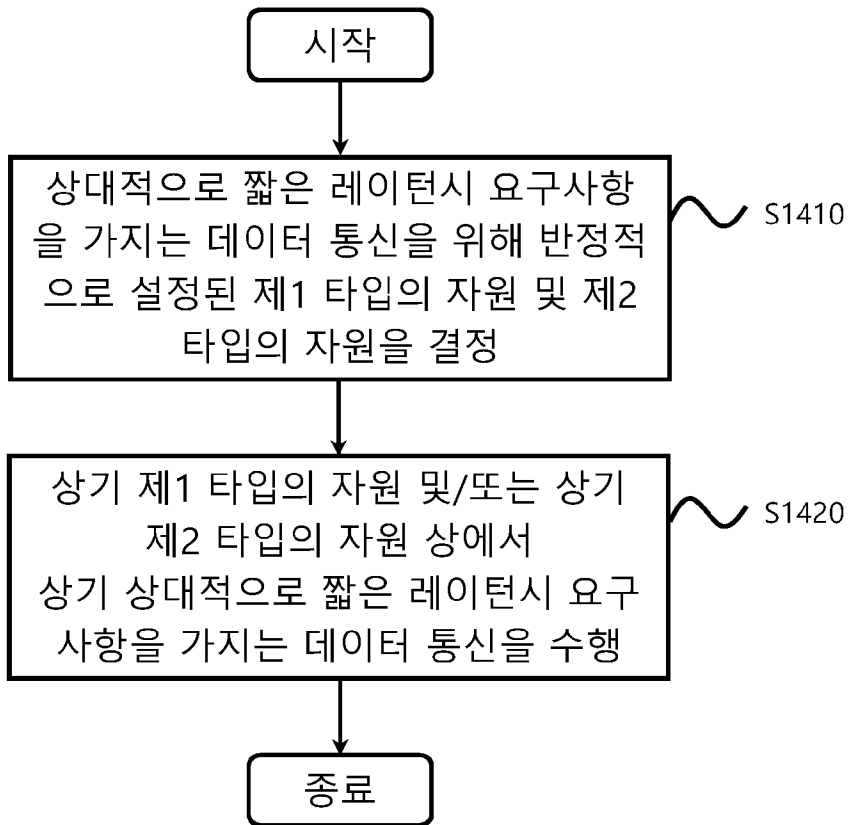 시작
상대적으로 짧은 레이턴시 요구사항
을 가지는 데이터 통신을 위해 반정적
으로 설정된 제1 타입의 자원 및 제2
타입의 자원을 결정
S1410
상기 제1 타입의 자원 및/또는 상기
제2 타입의 자원 상에서
상기 상대적으로 짧은 레이턴시 요구
사항을 가지는 데이터 통신을 수행
S1420
종료